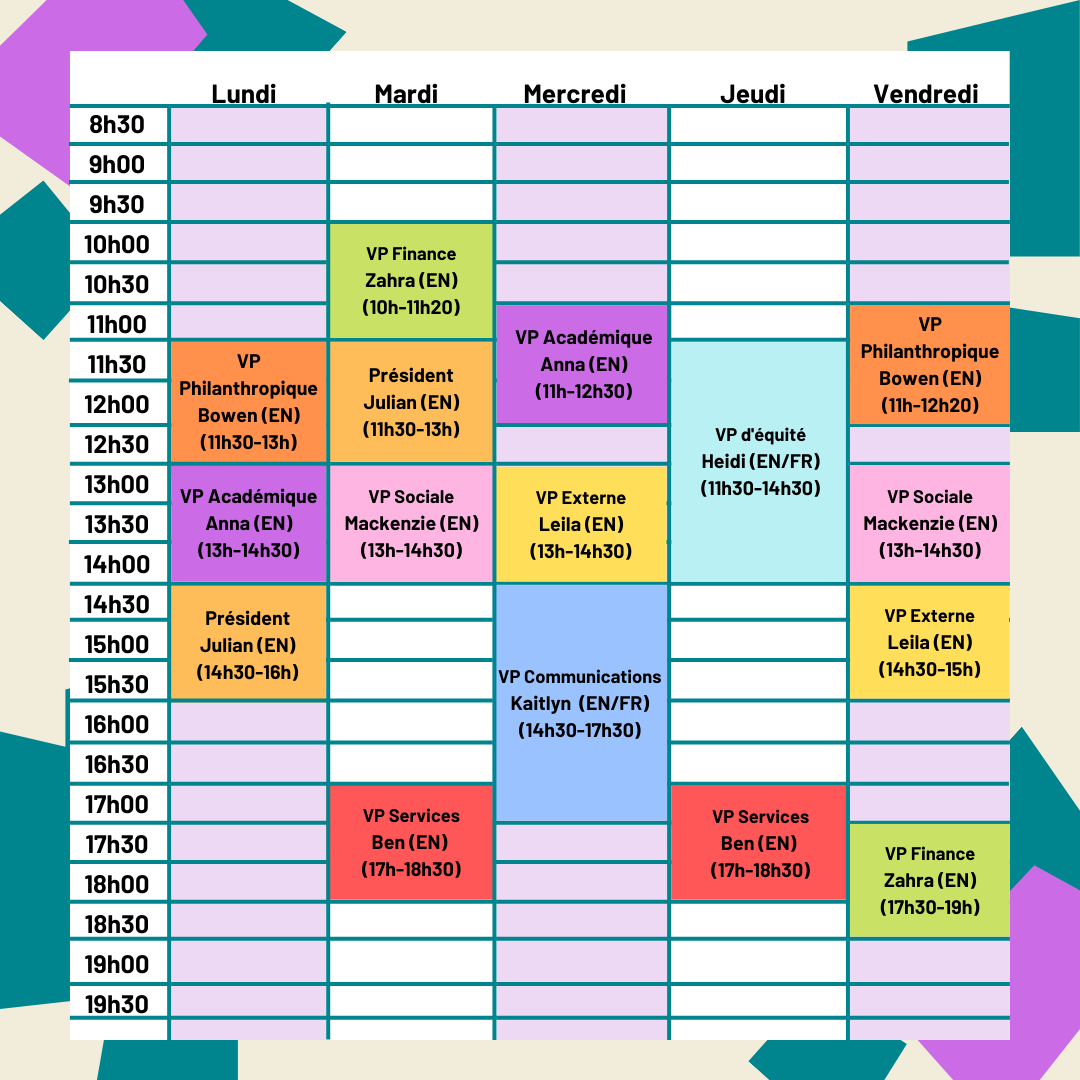 Lundi Mardi Mercredi Jeudi Vendredi
8h30
9h00
9h30
10h00
10h30
11h00
11h30
12h00
12h30
13h00
13h30
14h00
14h30
15h00
15h30
16h00
16h30
17h00
17h30
18h00
18h30
19h00
19h30
VP
Philanthropique
Bowen (EN)
(11h30-13h)
VP Académique
Anna (EN)
(13h-14h30)
Président
Julian (EN)
(14h30-16h)
VP Finance
Zahra (EN)
(10h-11h20)
Président
Julian (EN)
(11h30-13h)
VP Sociale
Mackenzie (EN)
(13h-14h30)
VP Services
Ben (EN)
(17h-18h30)
VP Académique
Anna (EN)
(11h-12h30)
VP Externe
Leila (EN)
(13h-14h30)
VP Communications
Kaitlyn (EN/FR)
(14h30-17h30)
VP d'équité
Heidi (EN/FR)
(11h30-14h30)
VP Services
Ben (EN)
(17h-18h30)
VP
Philanthropique
Bowen (EN)
(11h-12h20)
VP Sociale
Mackenzie (EN)
(13h-14h30)
VP Externe
Leila (EN)
(14h30-15h)
VP Finance
Zahra (EN)
(17h30-19h)